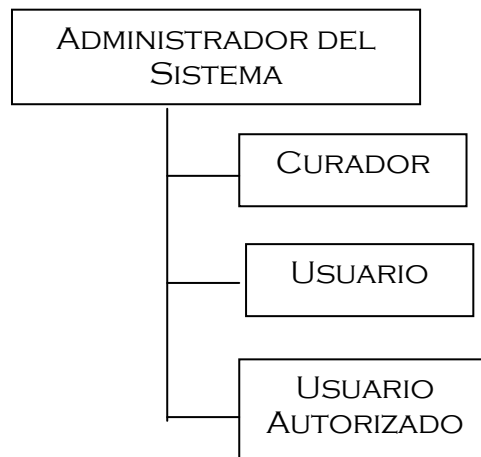 ADMINISTRADOR DEL
SISTEMA
CURADOR
USUARIO
USUARIO
AUTORIZADO